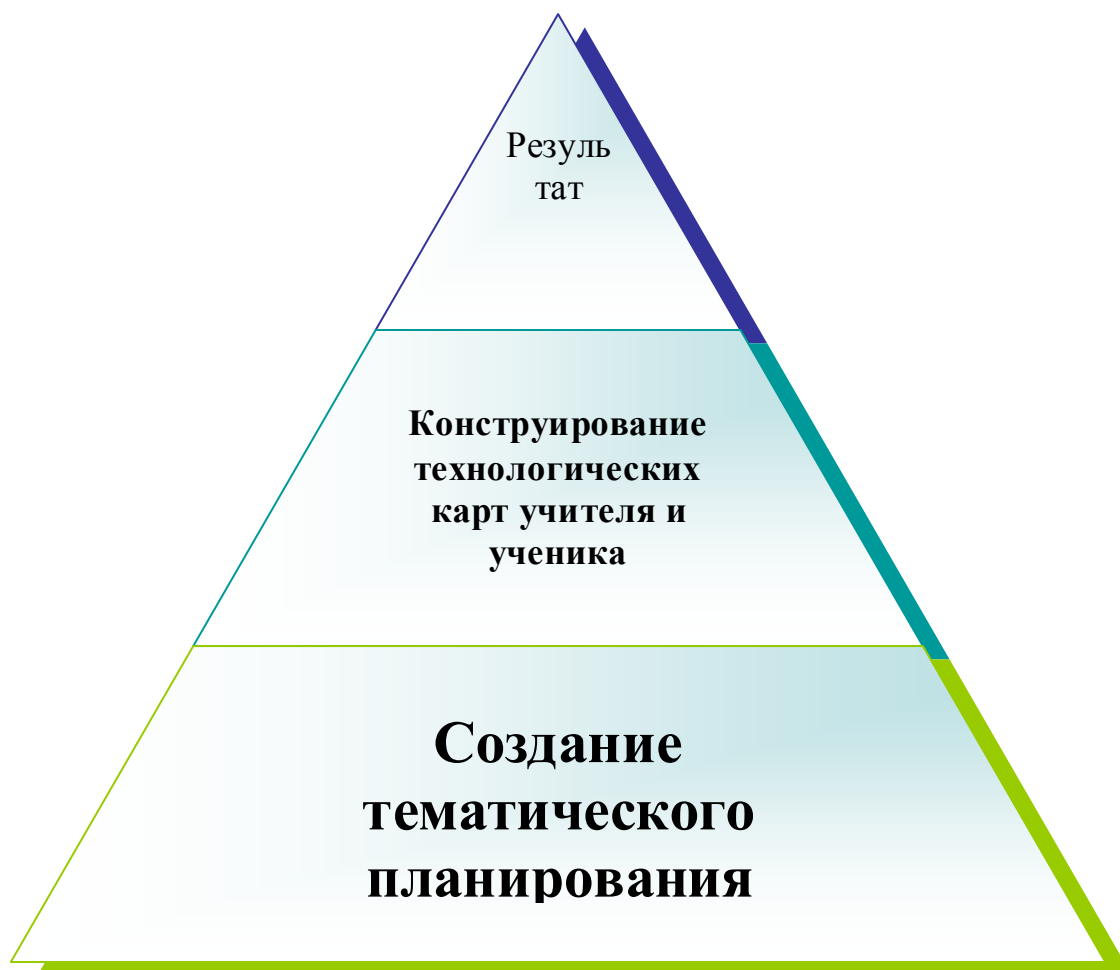 Резуль
тат
Конструирование
технологических
карт учителя и
ученика
Создание
тематического
планирования